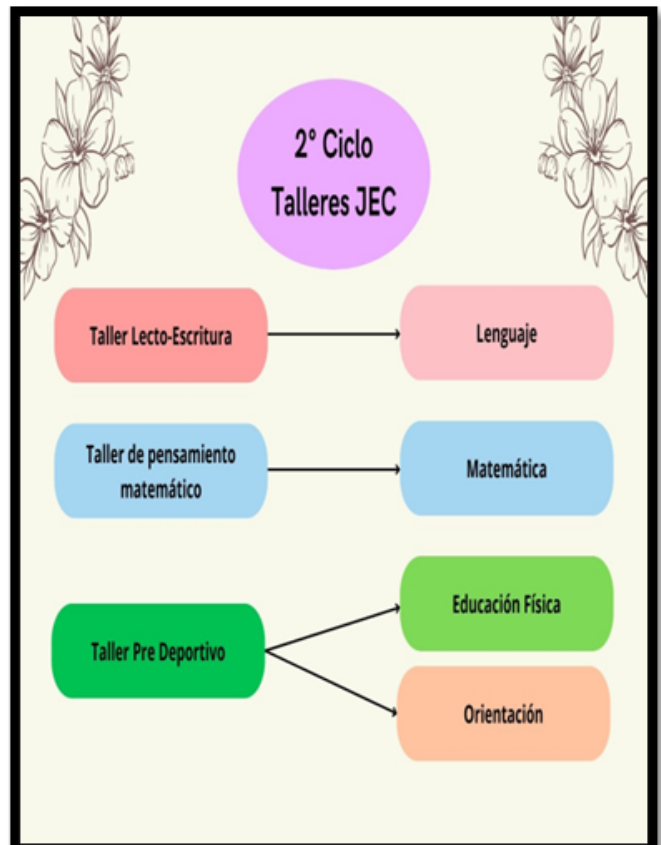 2° Ciclo
Talleres JEC
Taller Lecto-Escritura
Lenguaje
Taller de pensamiento
matemático
Matemática
Taller Pre Deportivo
Educación Física
Orientación